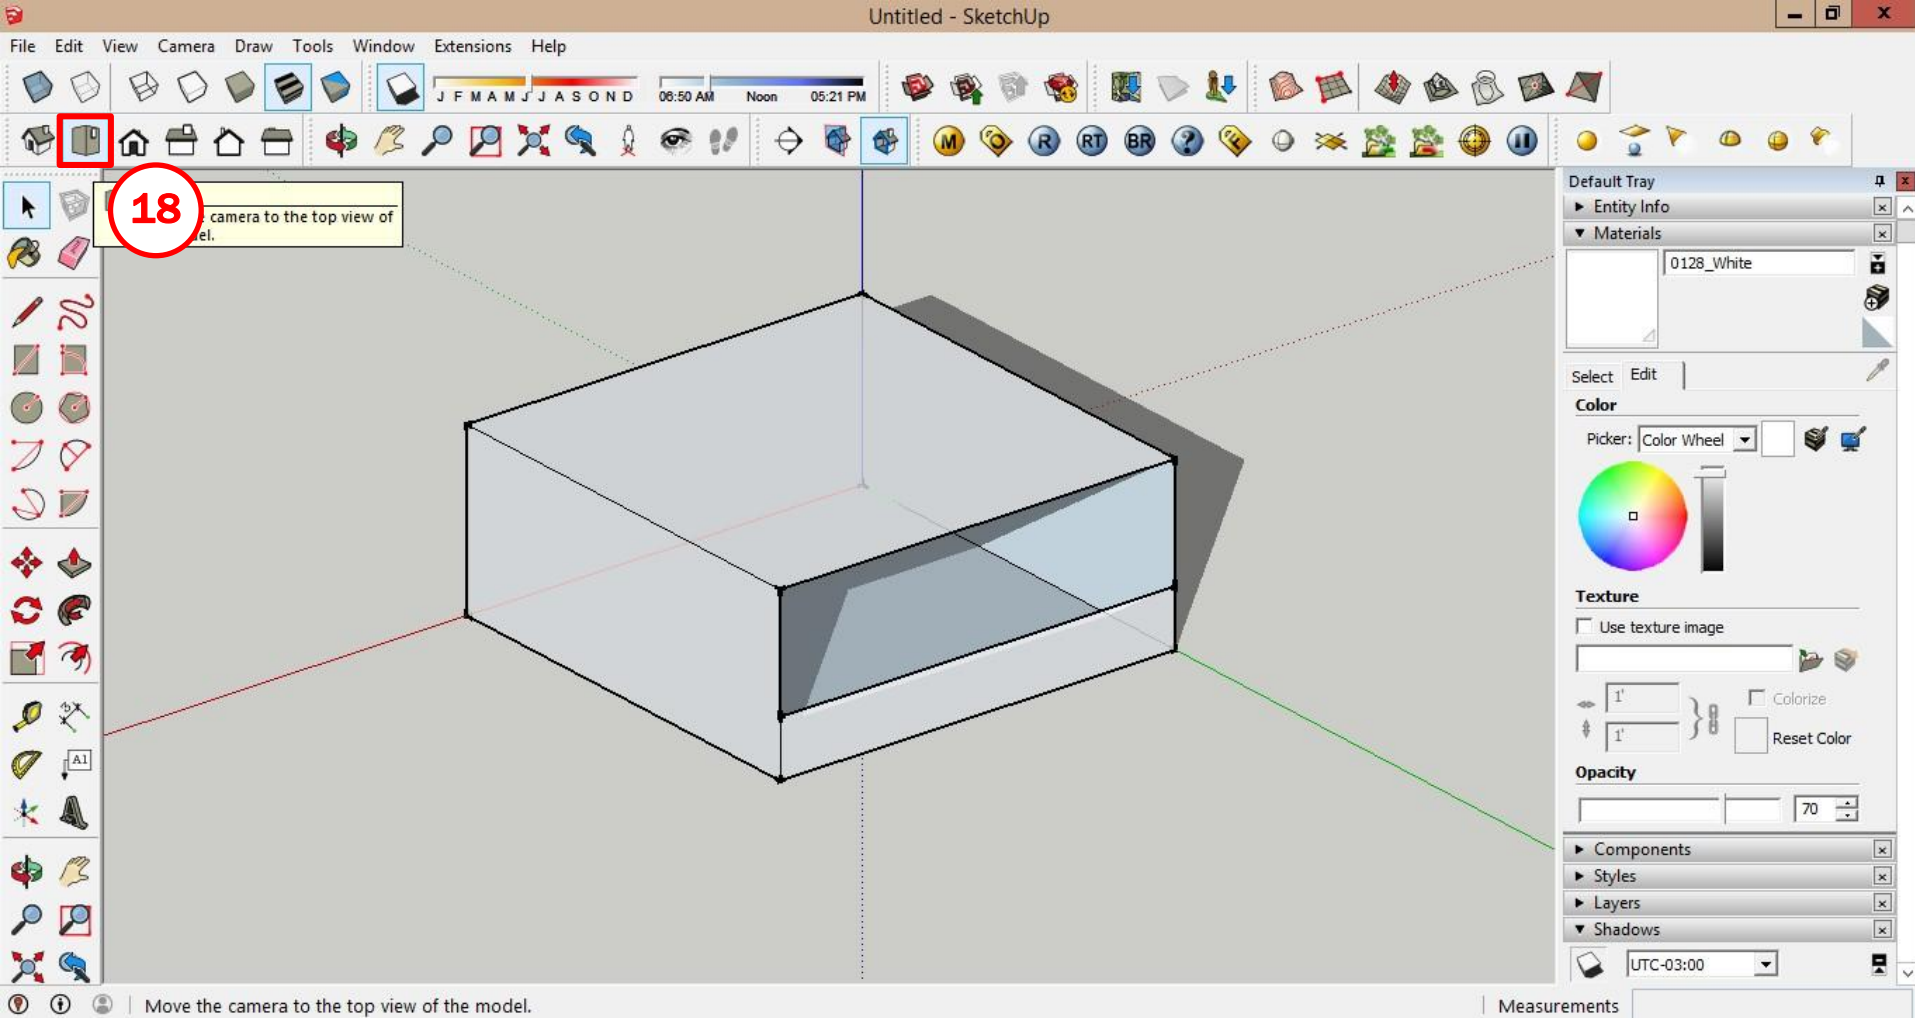 Untitled - SketchUp
File Edit View Camera Draw Tools Window Extensions Help
J F M A M J J A S O N D 06:50 AM Noon 05:21 PM
M R RT BR ?
18
camera to the top view of
el.
A1
Default Tray
Entity Info
Materials
0128_White
Select Edit
Color
Picker: Color Wheel
Texture
Use texture image
1' Colorize
1' Reset Color
Opacity
70
Components
Styles
Layers
Shadows
UTC-03:00
Move the camera to the top view of the model. Measurements